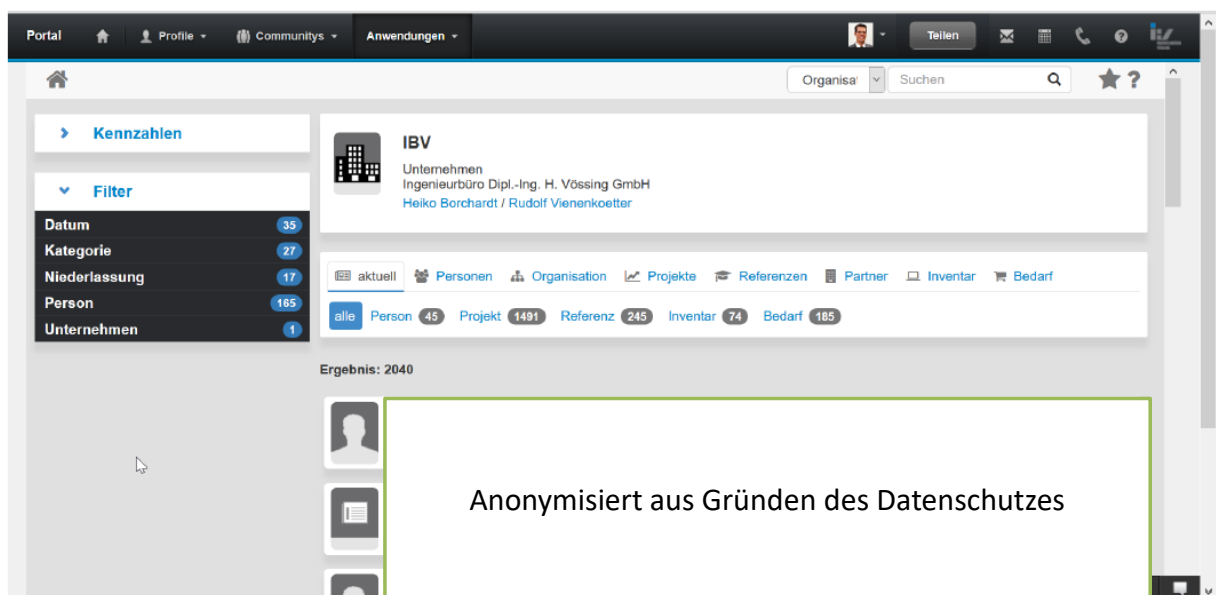 Portal Profile Communitys Anwendungen Teilen
Organisa Suchen
Kennzahlen
Filter
Datum 35
Kategorie 27
Niederlassung 17
Person 165
Unternehmen 1
IBV
Unternehmen
Ingenieurbüro Dipl.-Ing. H. Vössing GmbH
Heiko Borchardt / Rudolf Vienenkoetter
aktuell Personen Organisation Projekte Referenzen Partner Inventar Bedarf
alle Person 45 Projekt 1491 Referenz 245 Inventar 74 Bedarf 185
Ergebnis: 2040
Anonymisiert aus Gründen des Datenschutzes